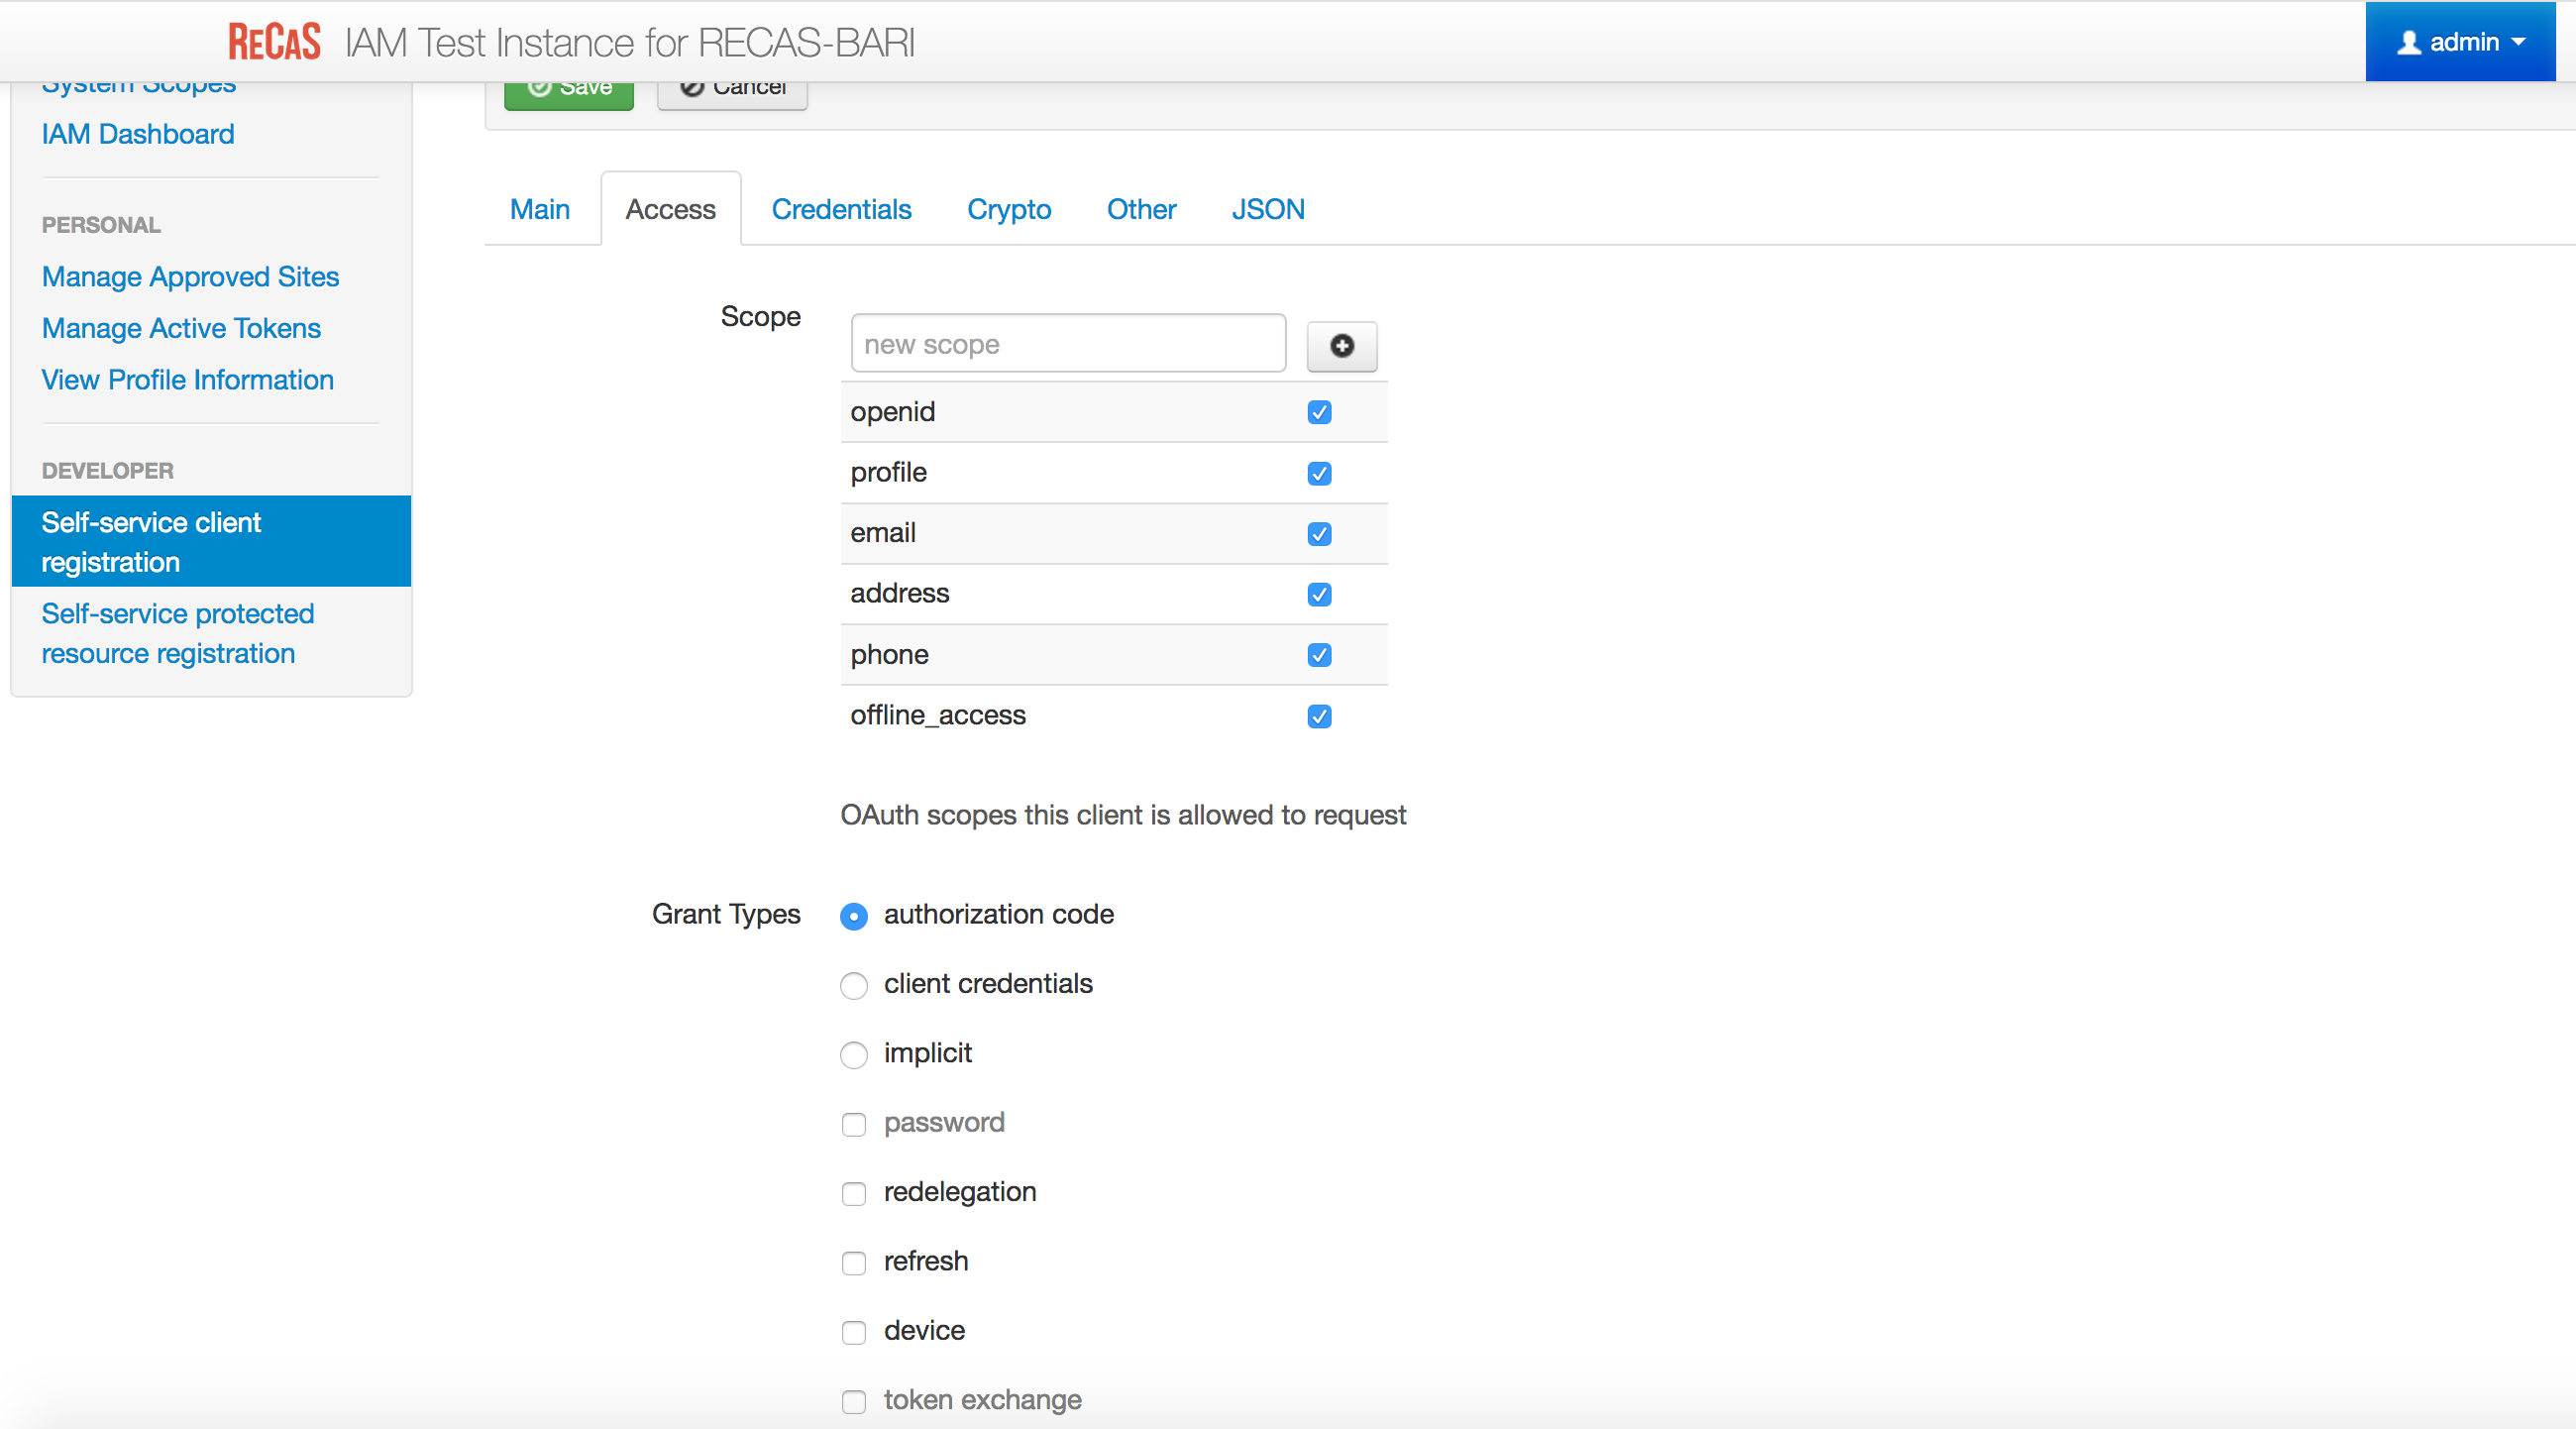 ReCaS IAM Test Instance for RECAS-BARI
admin
System Scopes
IAM Dashboard
PERSONAL
Manage Approved Sites
Manage Active Tokens
View Profile Information
DEVELOPER
Self-service client
registration
Self-service protected
resource registration
Save Cancel
Main Access Credentials Crypto Other JSON
Scope
new scope
openid
profile
email
address
phone
offline_access
OAuth scopes this client is allowed to request
Grant Types
authorization code
client credentials
implicit
password
redelegation
refresh
device
token exchange